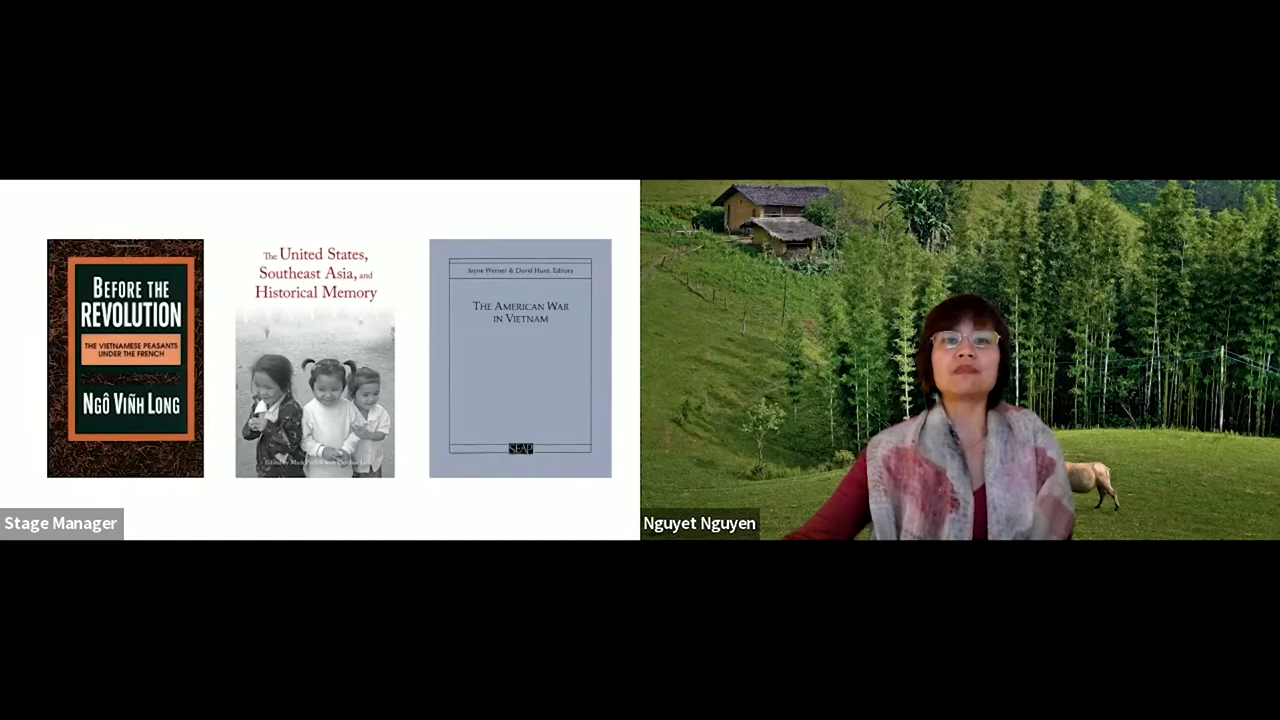 BEFORE THE
REVOLUTION
THE VIETNAMESE PEASANTS
UNDER THE FRENCH
NGÔ VĨNH LONG
The United States,
Southeast Asia, and
Historical Memory
Jayne Werner & David Hunt, Editors
THE AMERICAN WAR
IN VIETNAM
SEAP
Stage Manager
Nguyet Nguyen